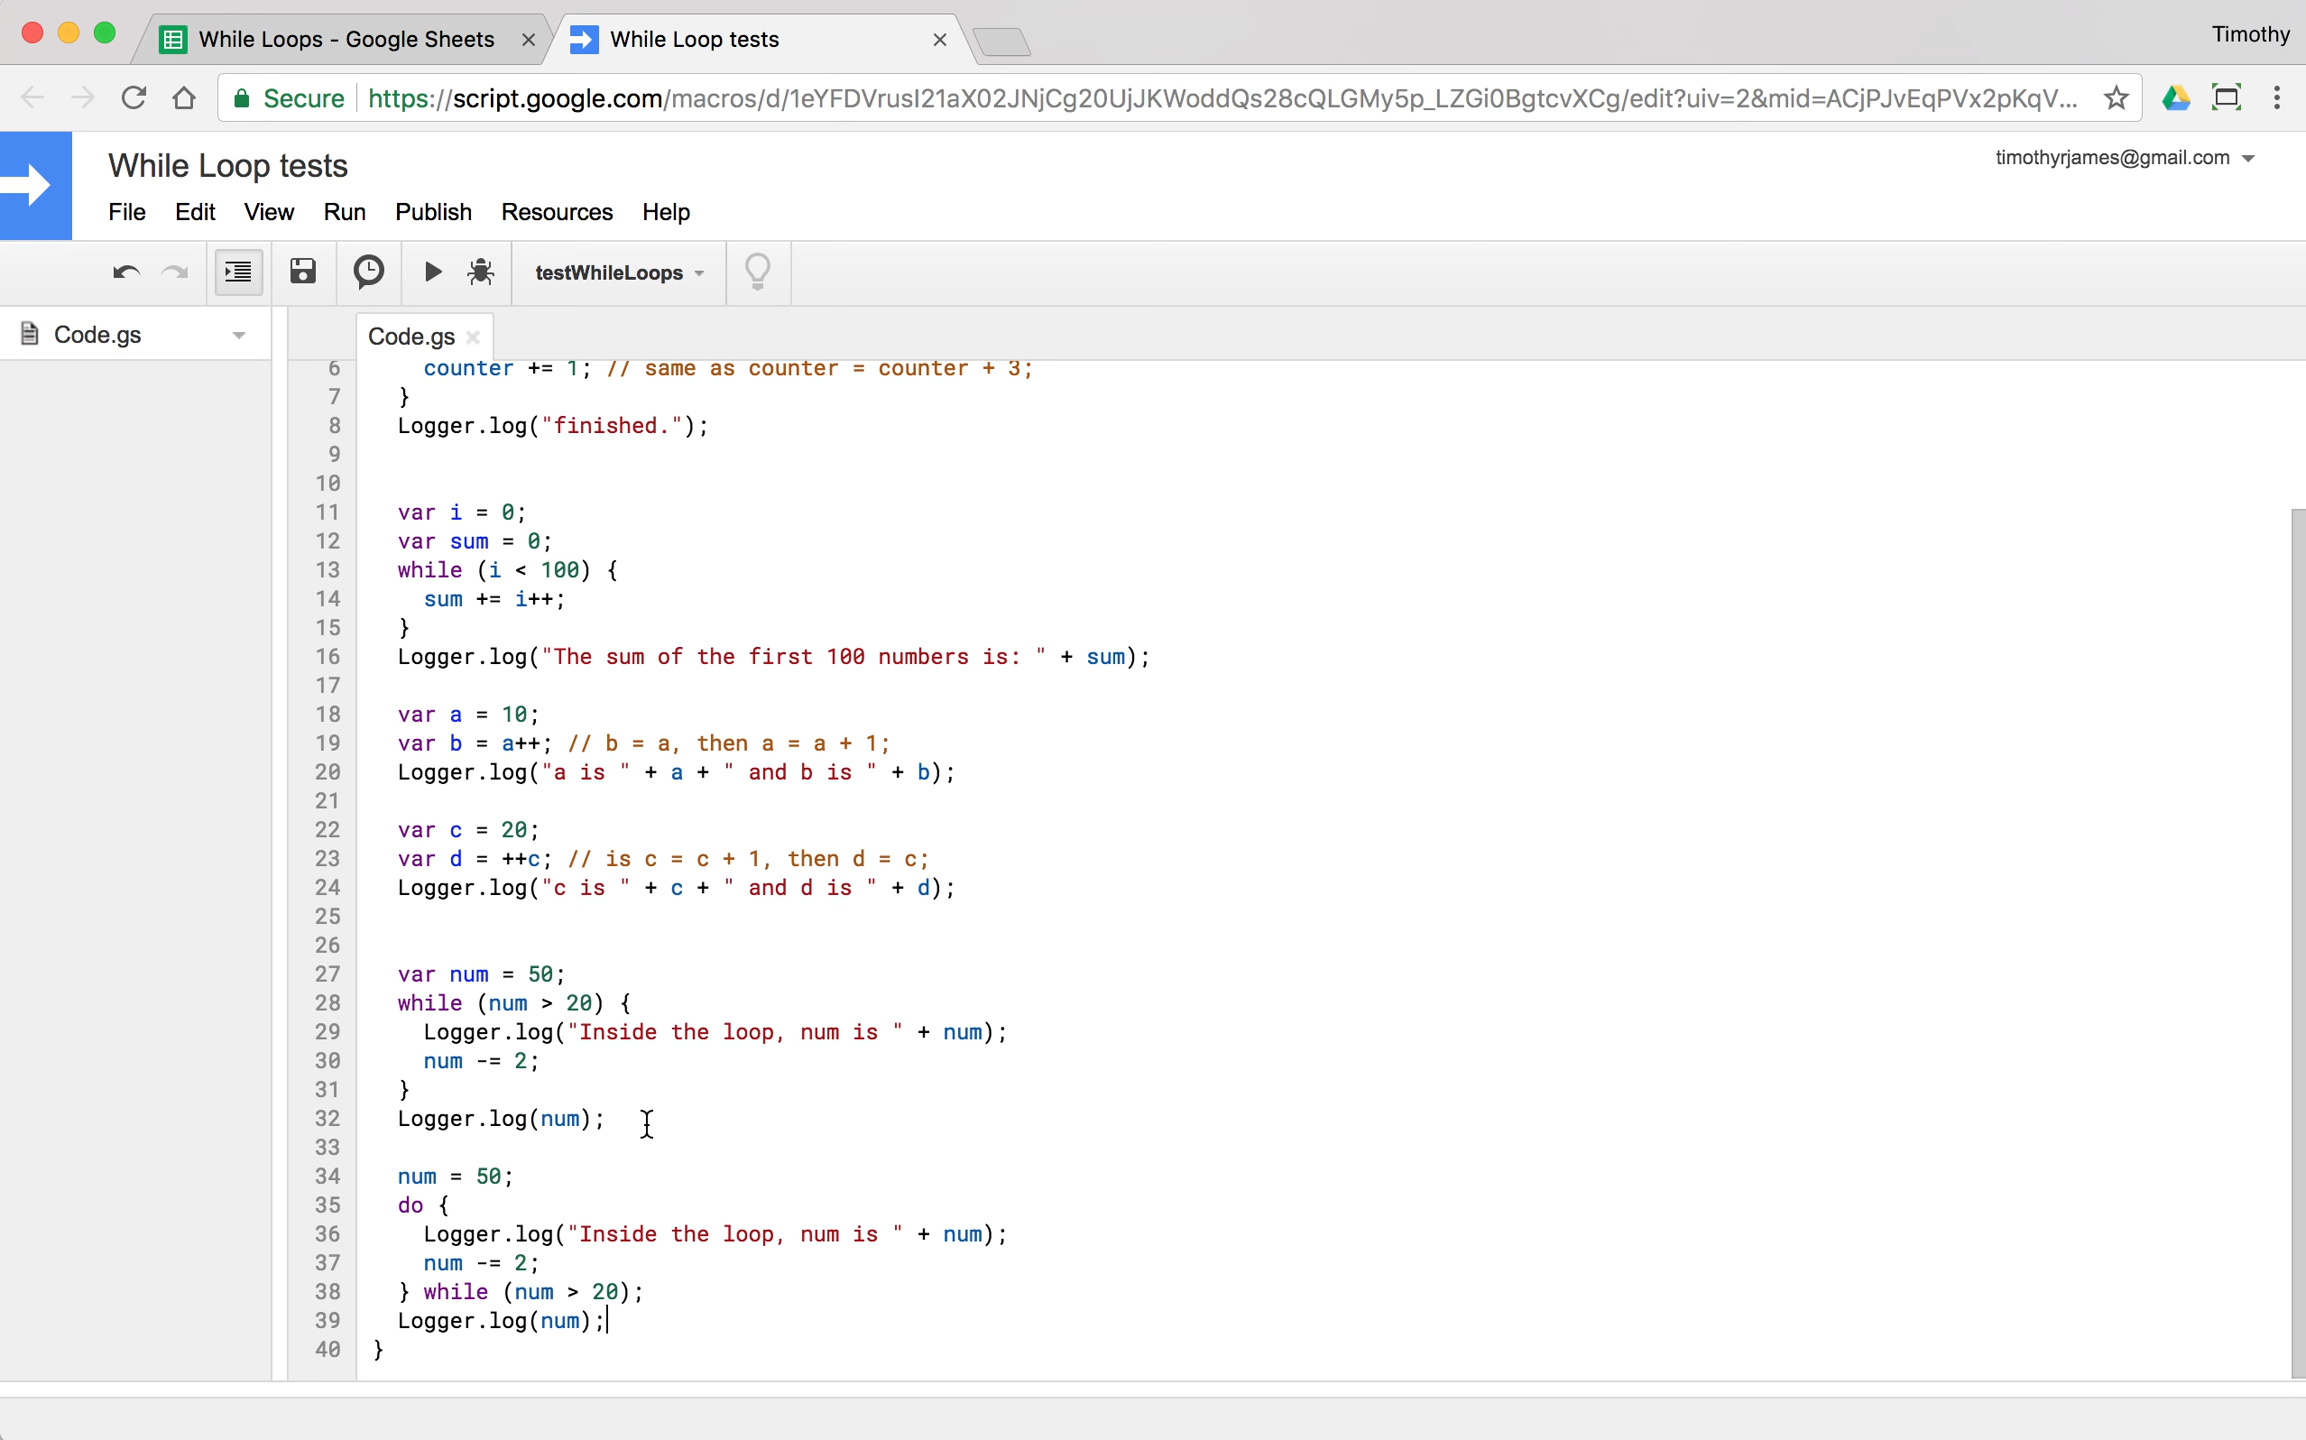 While Loops - Google Sheets
While Loop tests
Timothy
Secure https://script.google.com/macros/d/1eYFDVrusI21aX02JNjCg20UjJKWoddQs28cQLGMy5p_LZGi0BgtcvXCg/edit?uiv=2&mid=ACjPJvEqPVx2pKqV...
While Loop tests
timothyrjames@gmail.com
File Edit View Run Publish Resources Help
testWhileLoops
Code.gs
Code.gs
6 counter += 1; // same as counter = counter + 3;
7 }
8 Logger.log("finished.");
9
10
11 var i = 0;
12 var sum = 0;
13 while (i < 100) {
14 sum += i++;
15 }
16 Logger.log("The sum of the first 100 numbers is: " + sum);
17
18 var a = 10;
19 var b = a++; // b = a, then a = a + 1;
20 Logger.log("a is " + a + " and b is " + b);
21
22 var c = 20;
23 var d = ++c; // is c = c + 1, then d = c;
24 Logger.log("c is " + c + " and d is " + d);
25
26
27 var num = 50;
28 while (num > 20) {
29 Logger.log("Inside the loop, num is " + num);
30 num -= 2;
31 }
32 Logger.log(num);
33
34 num = 50;
35 do {
36 Logger.log("Inside the loop, num is " + num);
37 num -= 2;
38 } while (num > 20);
39 Logger.log(num);
40 }